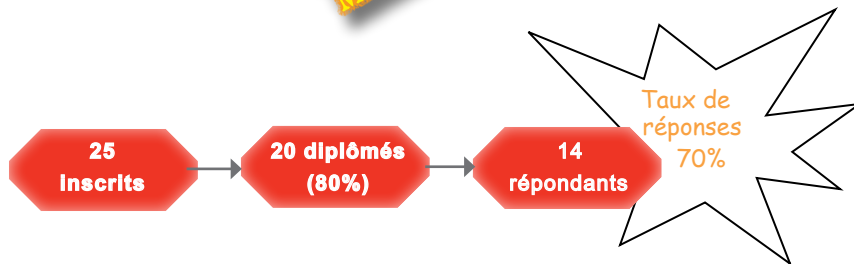 25
inscrits
20 diplômés
(80%)
14
répondants
Taux de
réponses
70%